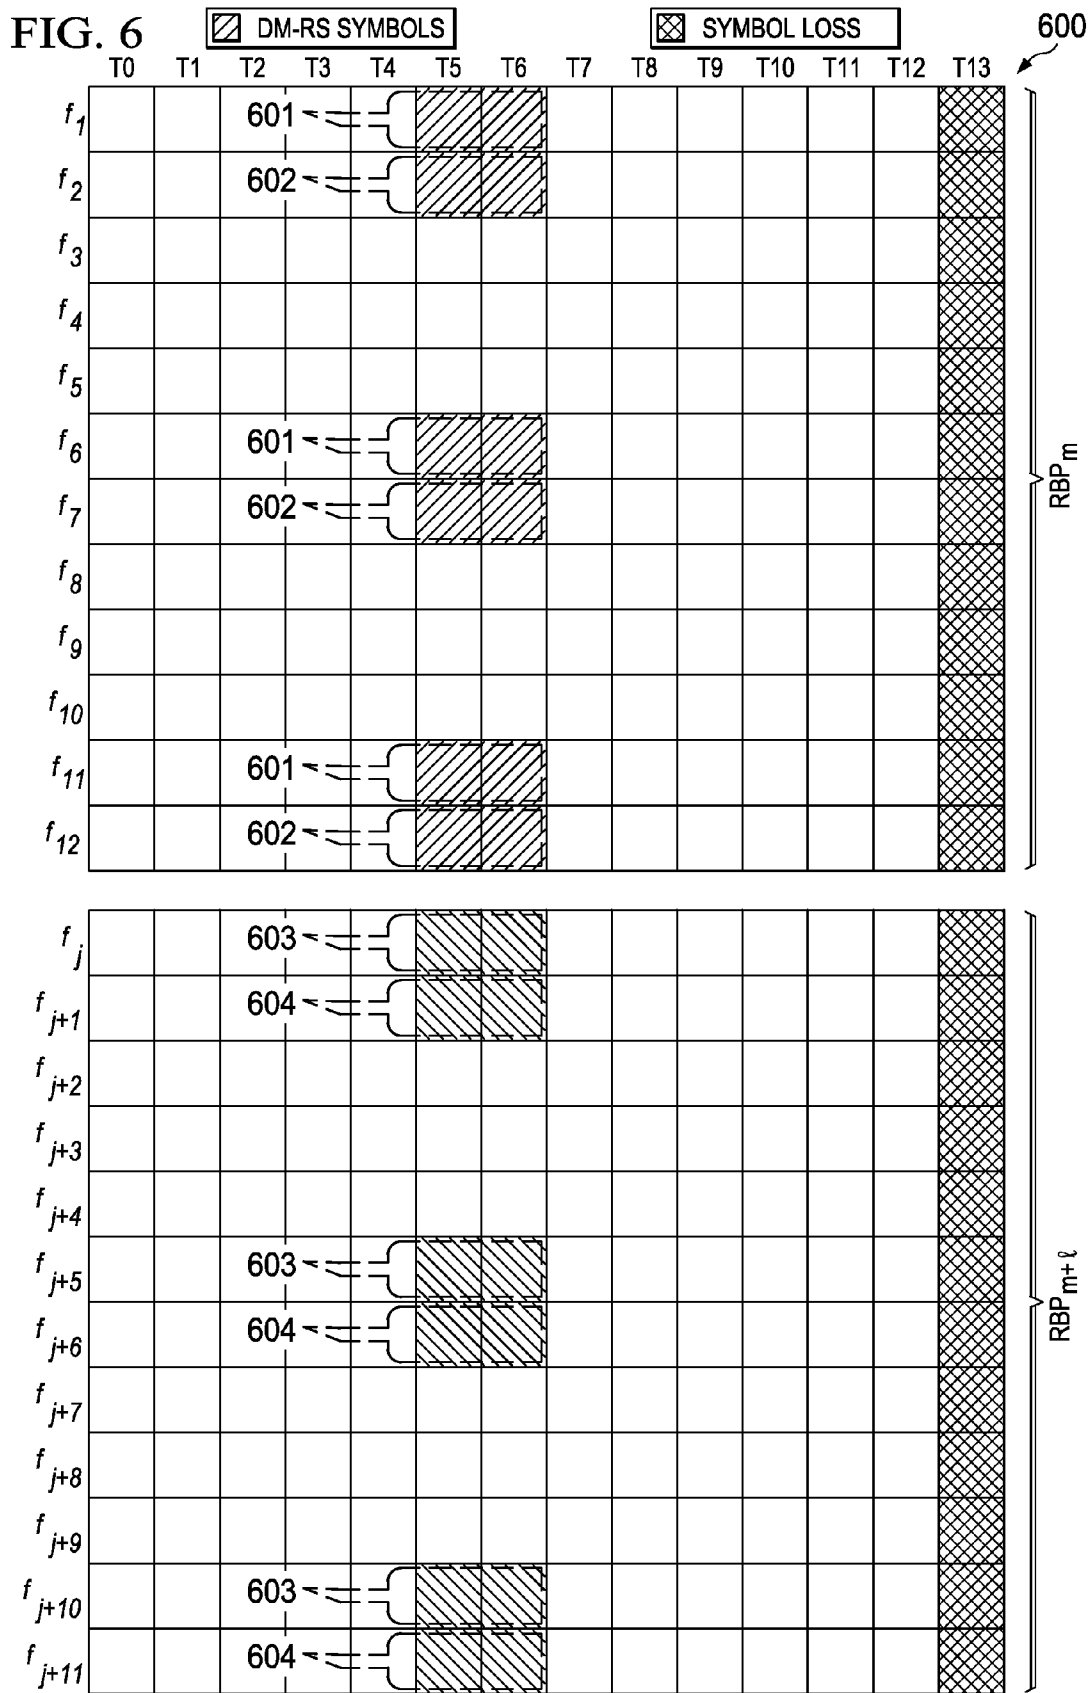 FIG. 6
DM-RS SYMBOLS
SYMBOL LOSS
600
T0 T1 T2 T3 T4 T5 T6 T7 T8 T9 T10 T11 T12 T13
f1 601
f2 602
f3
f4
f5
f6 601
f7 602
f8
f9
f10
f11 601
f12 602
RBPm
fj 603
fj+1 604
fj+2
fj+3
fj+4
fj+5 603
fj+6 604
fj+7
fj+8
fj+9
fj+10 603
fj+11 604
RBPm+ℓ